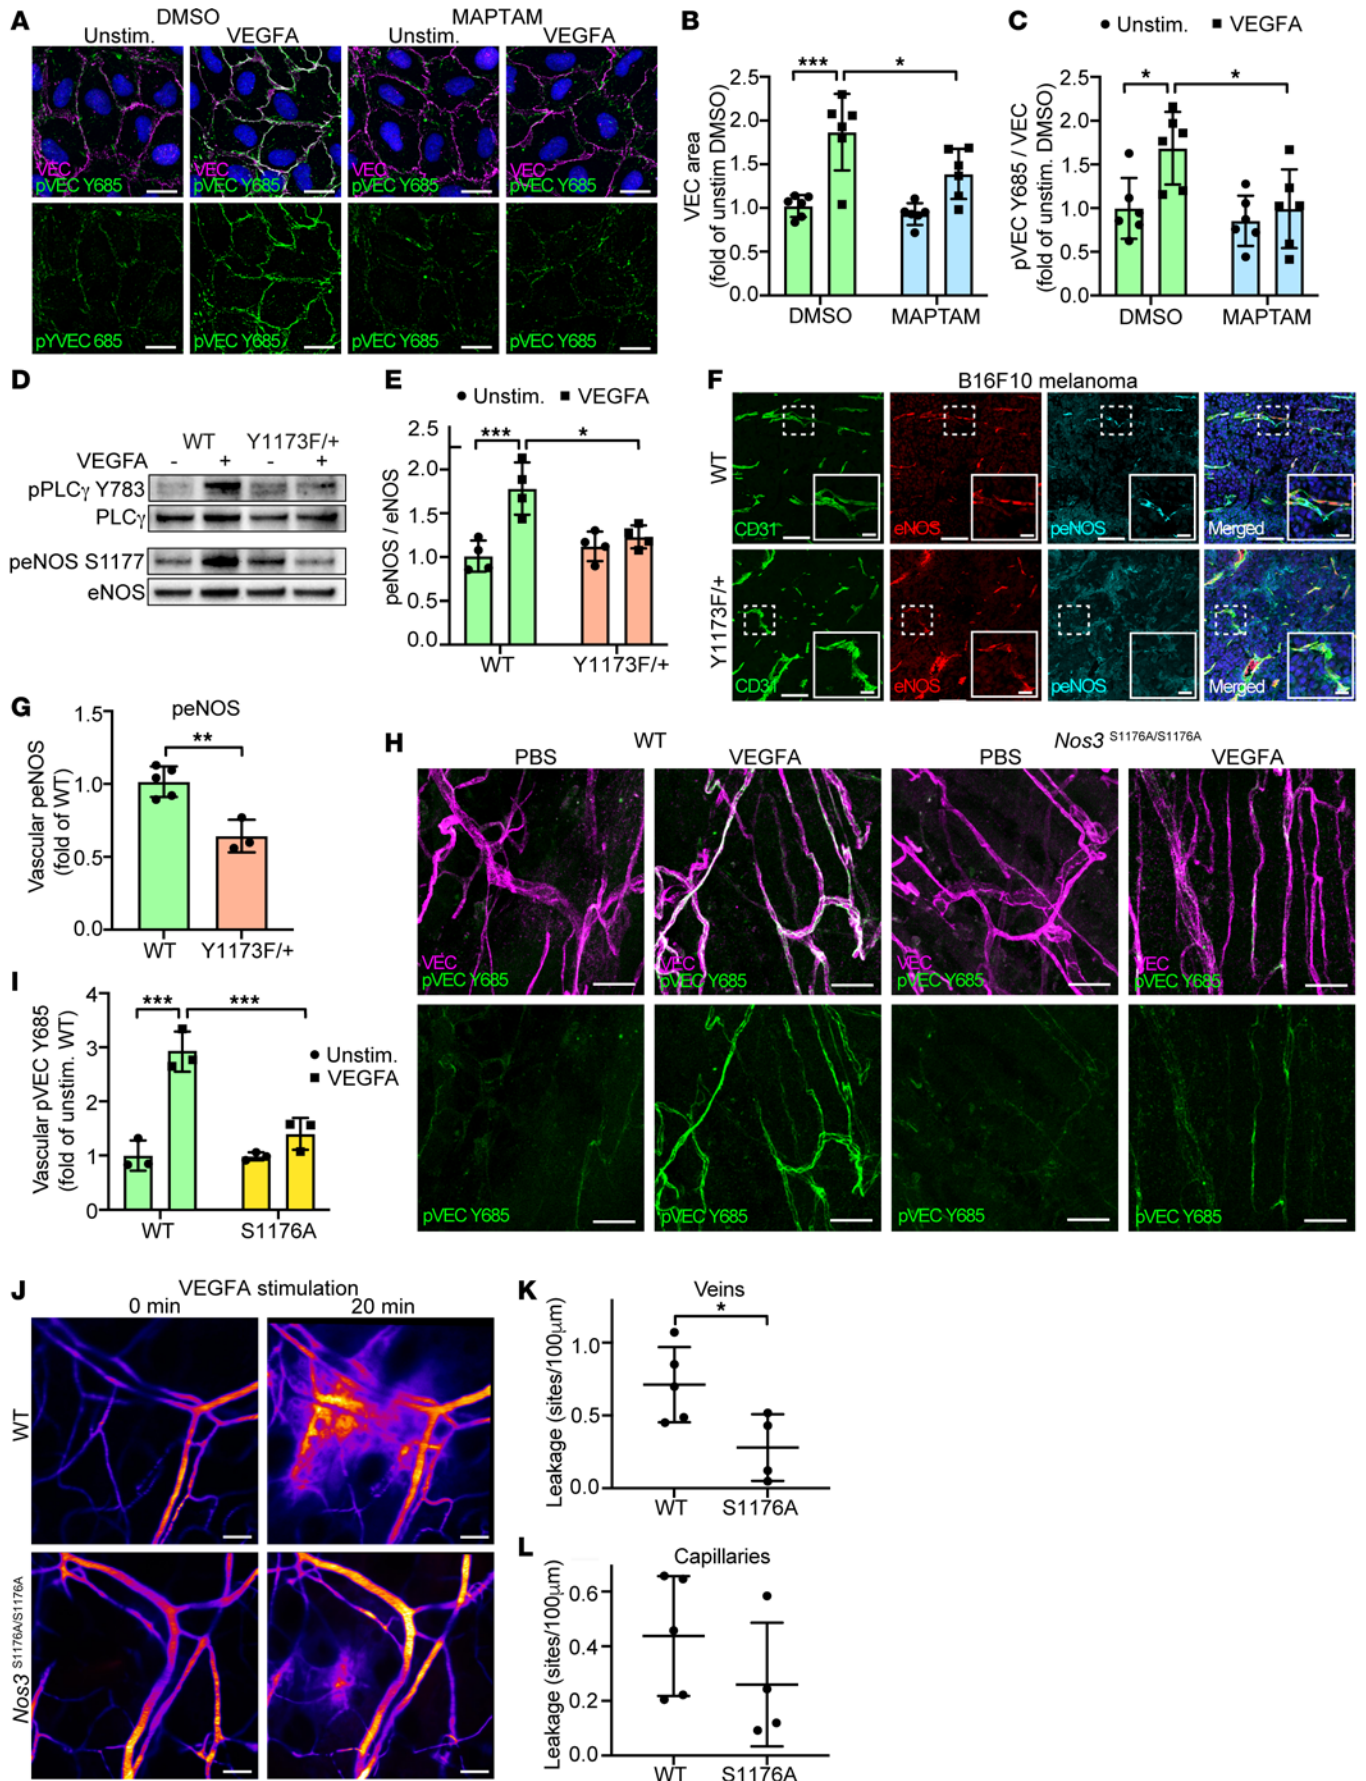 A
DMSO
MAPTAM
Unstim.
VEGFA
Unstim.
VEGFA
VEC
pVEC Y685
VEC
pVEC Y685
VEC
pVEC Y685
VEC
pVEC Y685
pYVEC 685
pVEC Y685
pVEC Y685
pVEC Y685
B
VEC area
(fold of unstim DMSO)
2.5
2.0
1.5
1.0
0.5
0.0
***
*
DMSO
MAPTAM
C
● Unstim. ■ VEGFA
pVEC Y685 / VEC
(fold of unstim. DMSO)
2.5
2.0
1.5
1.0
0.5
0.0
*
*
DMSO
MAPTAM
D
WT Y1173F/+
VEGFA - + - +
pPLCγ Y783
PLCγ
peNOS S1177
eNOS
E
● Unstim. ■ VEGFA
peNOS / eNOS
2.5
2.0
1.5
1.0
0.5
0.0
***
*
WT
Y1173F/+
F
B16F10 melanoma
WT
CD31
eNOS
peNOS
Merged
Y1173F/+
CD31
eNOS
peNOS
Merged
G
peNOS
Vascular peNOS
(fold of WT)
1.5
1.0
0.5
0.0
**
WT
Y1173F/+
H
WT
Nos3 S1176A/S1176A
PBS
VEGFA
PBS
VEGFA
VEC
pVEC Y685
VEC
pVEC Y685
VEC
pVEC Y685
VEC
pVEC Y685
pVEC Y685
pVEC Y685
pVEC Y685
pVEC Y685
I
Vascular pVEC Y685
(fold of unstim. WT)
4
3
2
1
0
***
***
● Unstim.
■ VEGFA
WT
S1176A
J
VEGFA stimulation
0 min
20 min
WT
Nos3 S1176A/S1176A
K
Veins
Leakage (sites/100µm)
1.0
0.5
0.0
*
WT
S1176A
L
Capillaries
Leakage (sites/100µm)
0.6
0.4
0.2
0.0
WT
S1176A